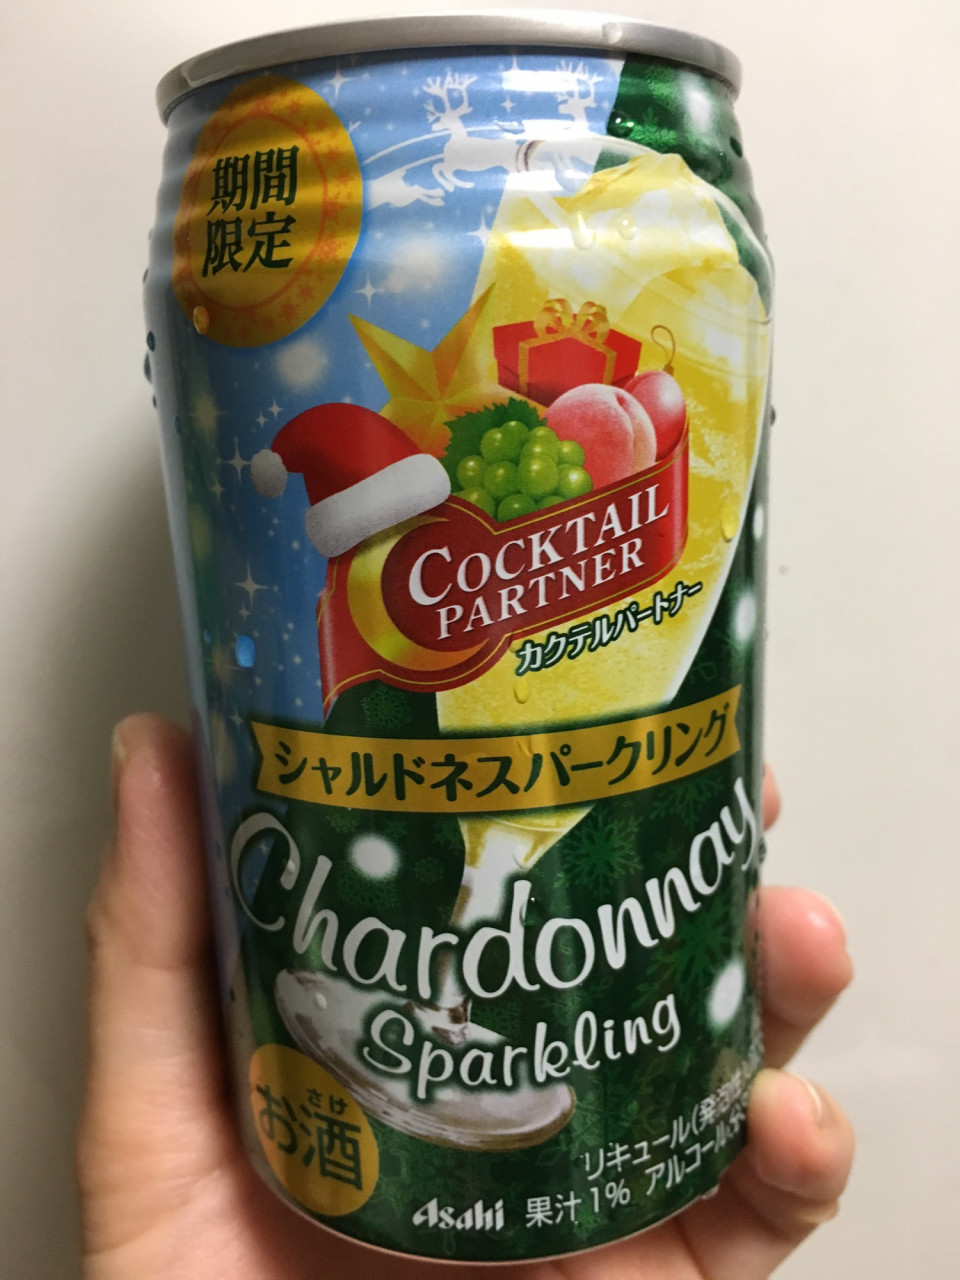 期間
限定
COCKTAIL
PARTNER
カクテルパートナー
シャルドネスパークリング
Chardonnay
Sparkling
さけ
お酒
リキュール(発泡性)
Asahi 果汁1% アルコール分